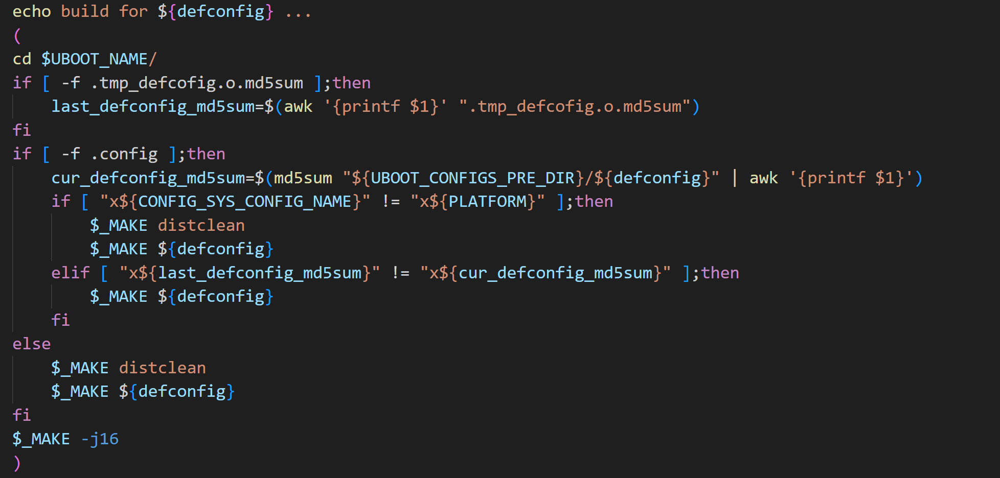 echo build for ${defconfig} ...
(
cd $UBOOT_NAME/
if [ -f .tmp_defcofig.o.md5sum ];then
    last_defconfig_md5sum=$(awk '{printf $1}' ".tmp_defcofig.o.md5sum")
fi
if [ -f .config ];then
    cur_defconfig_md5sum=$(md5sum "${UBOOT_CONFIGS_PRE_DIR}/${defconfig}" | awk '{printf $1}')
    if [ "x${CONFIG_SYS_CONFIG_NAME}" != "x${PLATFORM}" ];then
        $_MAKE distclean
        $_MAKE ${defconfig}
    elif [ "x${last_defconfig_md5sum}" != "x${cur_defconfig_md5sum}" ];then
        $_MAKE ${defconfig}
    fi
else
    $_MAKE distclean
    $_MAKE ${defconfig}
fi
$_MAKE -j16
)